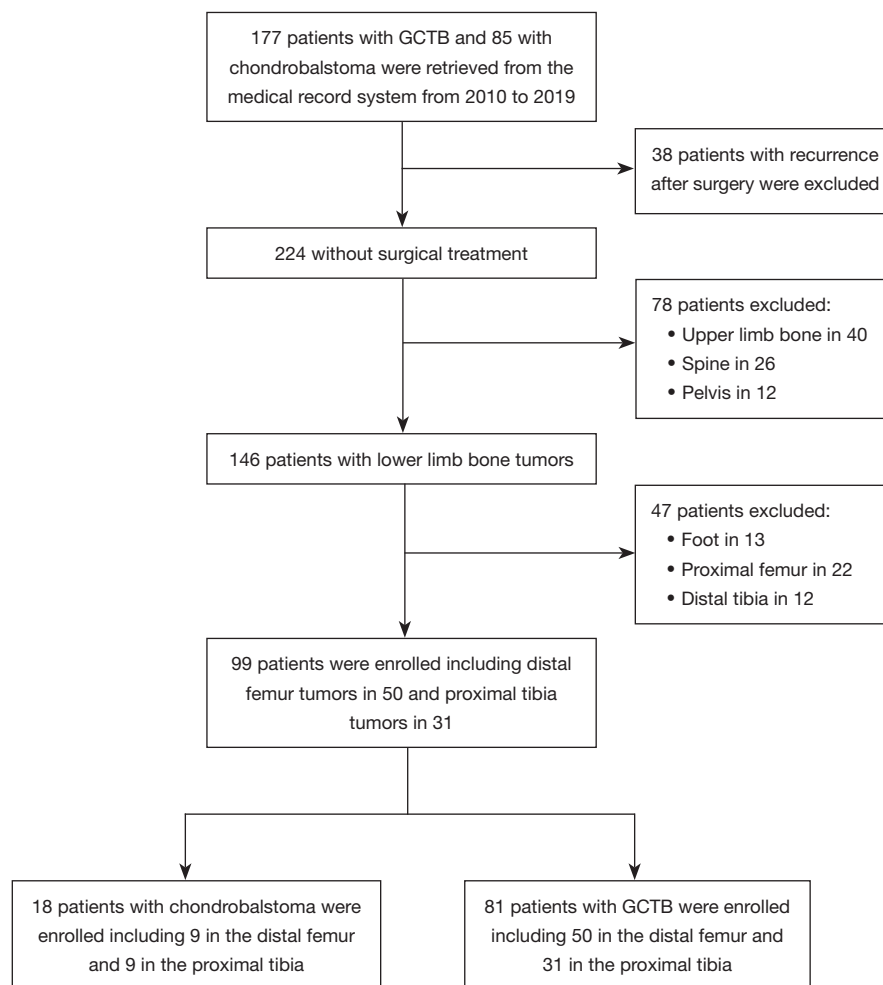 177 patients with GCTB and 85 with
chondrobalstoma were retrieved from the
medical record system from 2010 to 2019
38 patients with recurrence
after surgery were excluded
224 without surgical treatment
78 patients excluded:
• Upper limb bone in 40
• Spine in 26
• Pelvis in 12
146 patients with lower limb bone tumors
47 patients excluded:
• Foot in 13
• Proximal femur in 22
• Distal tibia in 12
99 patients were enrolled including distal
femur tumors in 50 and proximal tibia
tumors in 31
18 patients with chondrobalstoma were
enrolled including 9 in the distal femur
and 9 in the proximal tibia
81 patients with GCTB were enrolled
including 50 in the distal femur and
31 in the proximal tibia